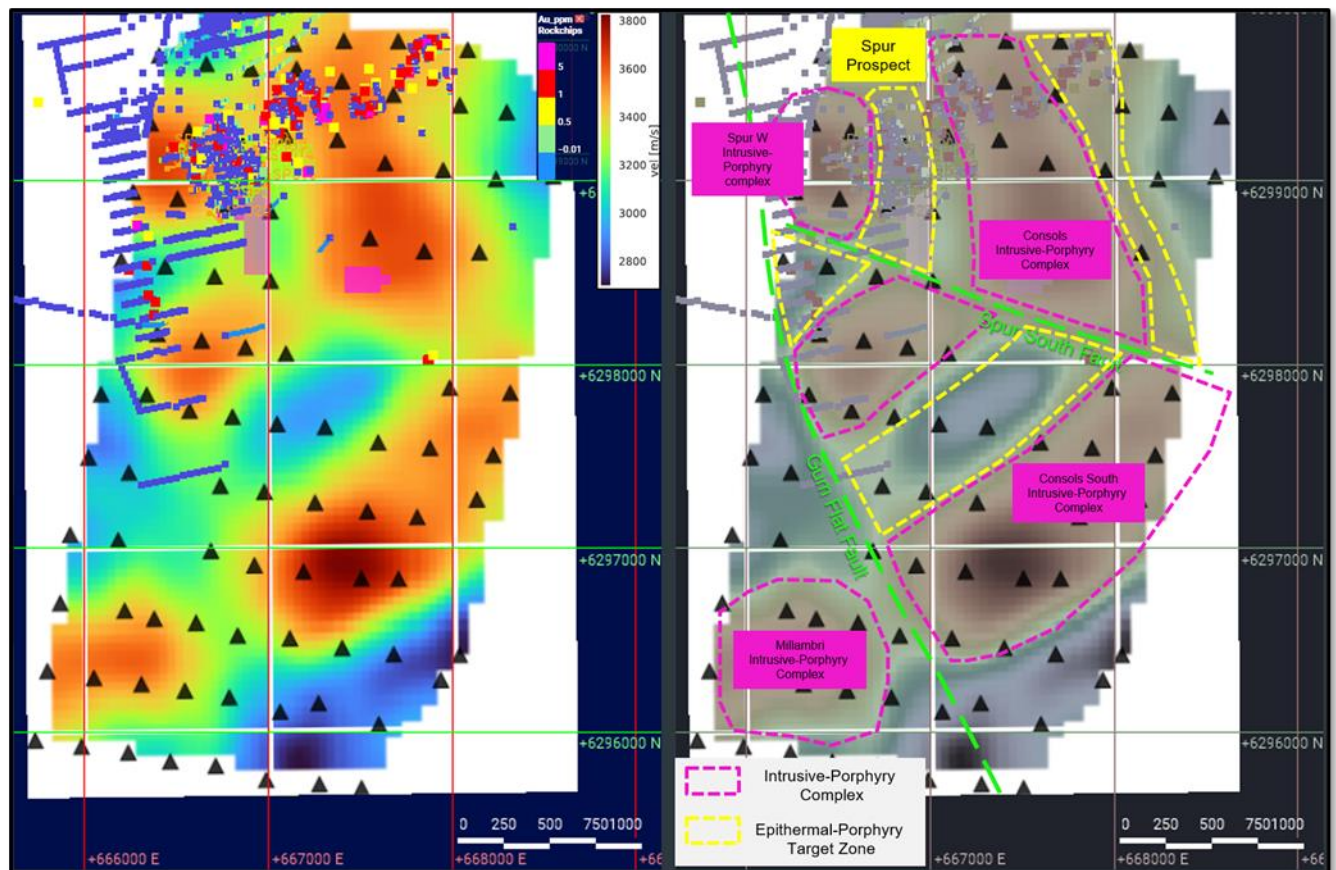 Au_ppm
Rockchips
5
1
0.5
-0.01
3800
3600
3400
3200
3000
2800
vel [m/s]
+6298000 N
+6297000 N
+6296000 N
0 250 500 7501000
+666000 E
+667000 E
+668000 E
Spur
Prospect
Spur W
Intrusive-
Porphyry
complex
Consols
Intrusive-Porphyry
Complex
Spur South
Consols South
Intrusive-Porphyry
Complex
Gum Flat Fault
Millambri
Intrusive-Porphyry
Complex
+6299000 N
+6298000 N
+6297000 N
+6296000 N
Intrusive-Porphyry
Complex
Epithermal-Porphyry
Target Zone
0 250 500 7501000
+667000 E
+668000 E